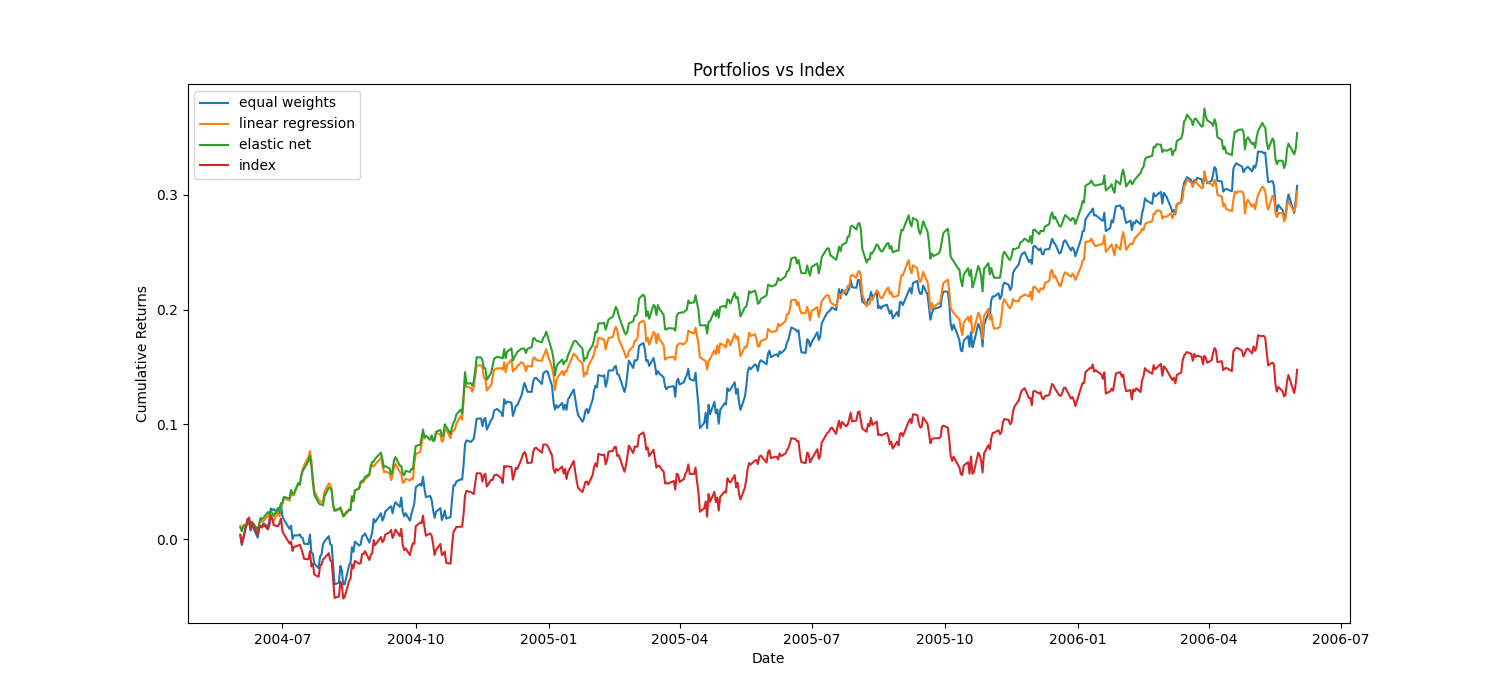 Portfolios vs Index
equal weights
linear regression
elastic net
index
Cumulative Returns
0.3
0.2
0.1
0.0
2004-07 2004-10 2005-01 2005-04 2005-07 2005-10 2006-01 2006-04 2006-07
Date